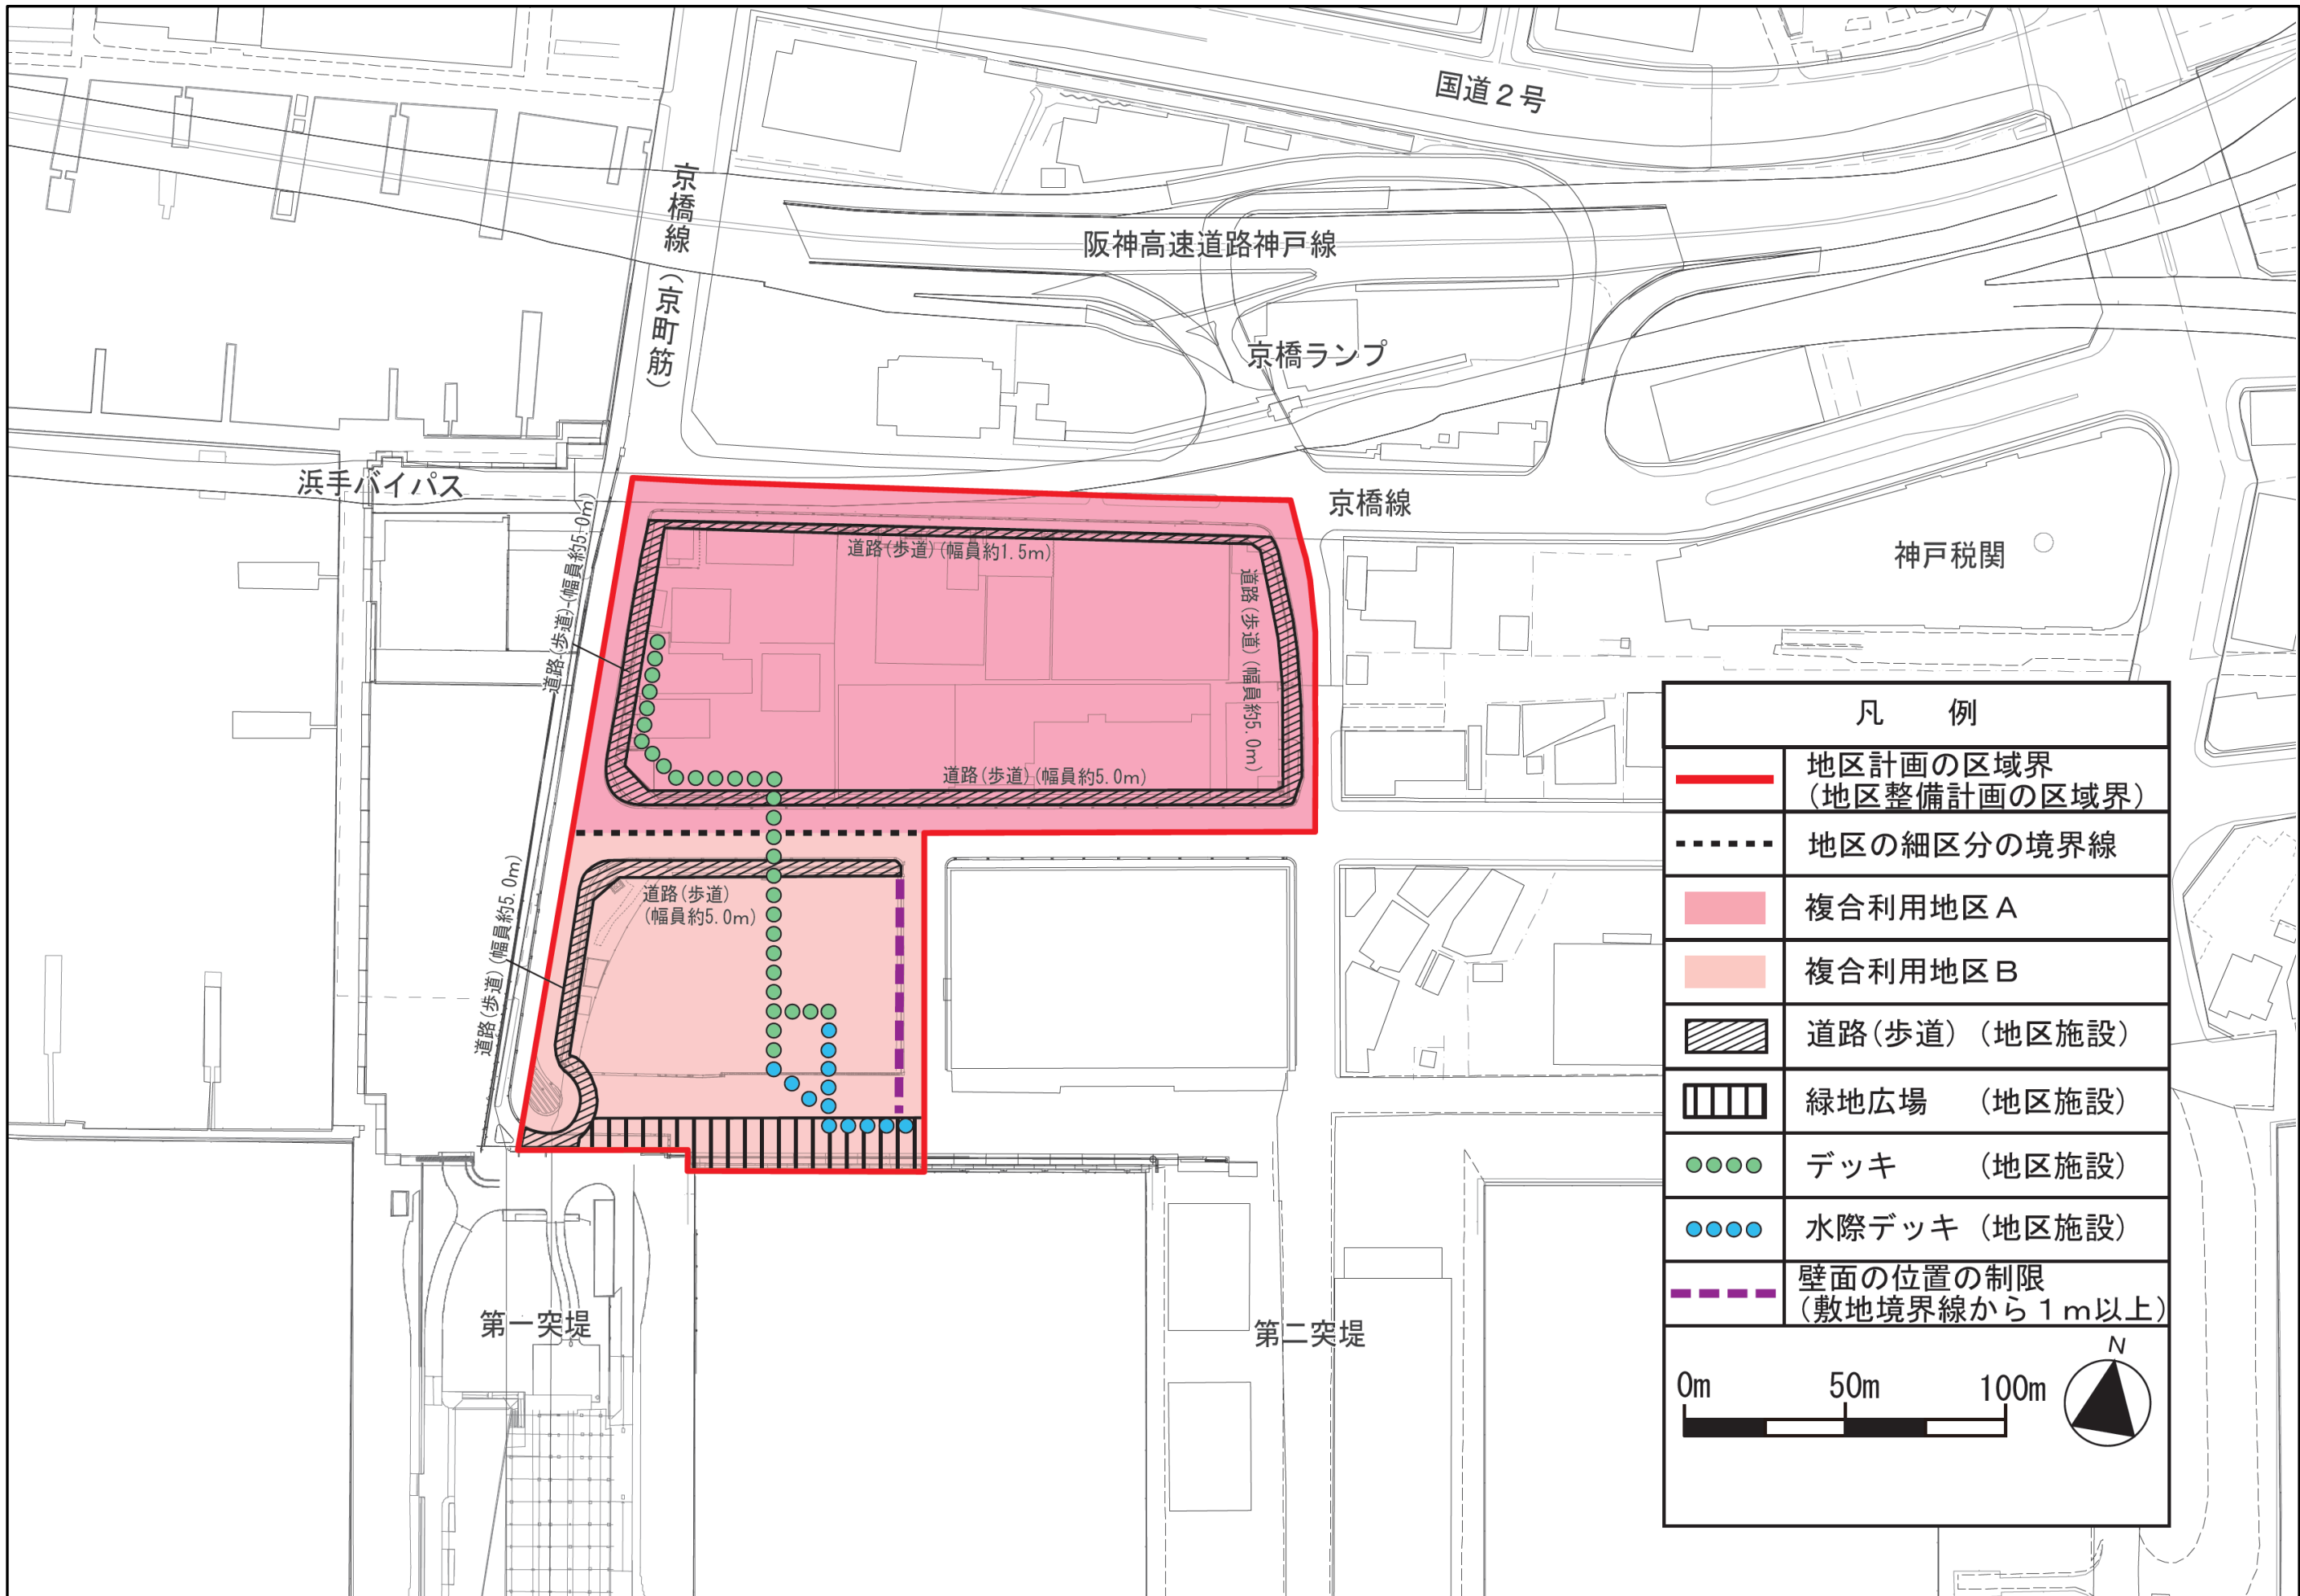 国道２号
京橋線
（京町筋）
阪神高速道路神戸線
京橋ランプ
浜手バイパス
京橋線
神戸税関
道路(歩道)(幅員約5.0m)
道路(歩道)(幅員約1.5m)
道路(歩道)(幅員約5.0m)
道路(歩道)(幅員約5.0m)
道路(歩道)
(幅員約5.0m)
道路(歩道)(幅員約5.0m)
第一突堤
第二突堤
凡 例
地区計画の区域界
（地区整備計画の区域界）
地区の細区分の境界線
複合利用地区Ａ
複合利用地区Ｂ
道路(歩道)（地区施設）
緑地広場 （地区施設）
デッキ （地区施設）
水際デッキ（地区施設）
壁面の位置の制限
（敷地境界線から１ｍ以上）
0m 50m 100m
N